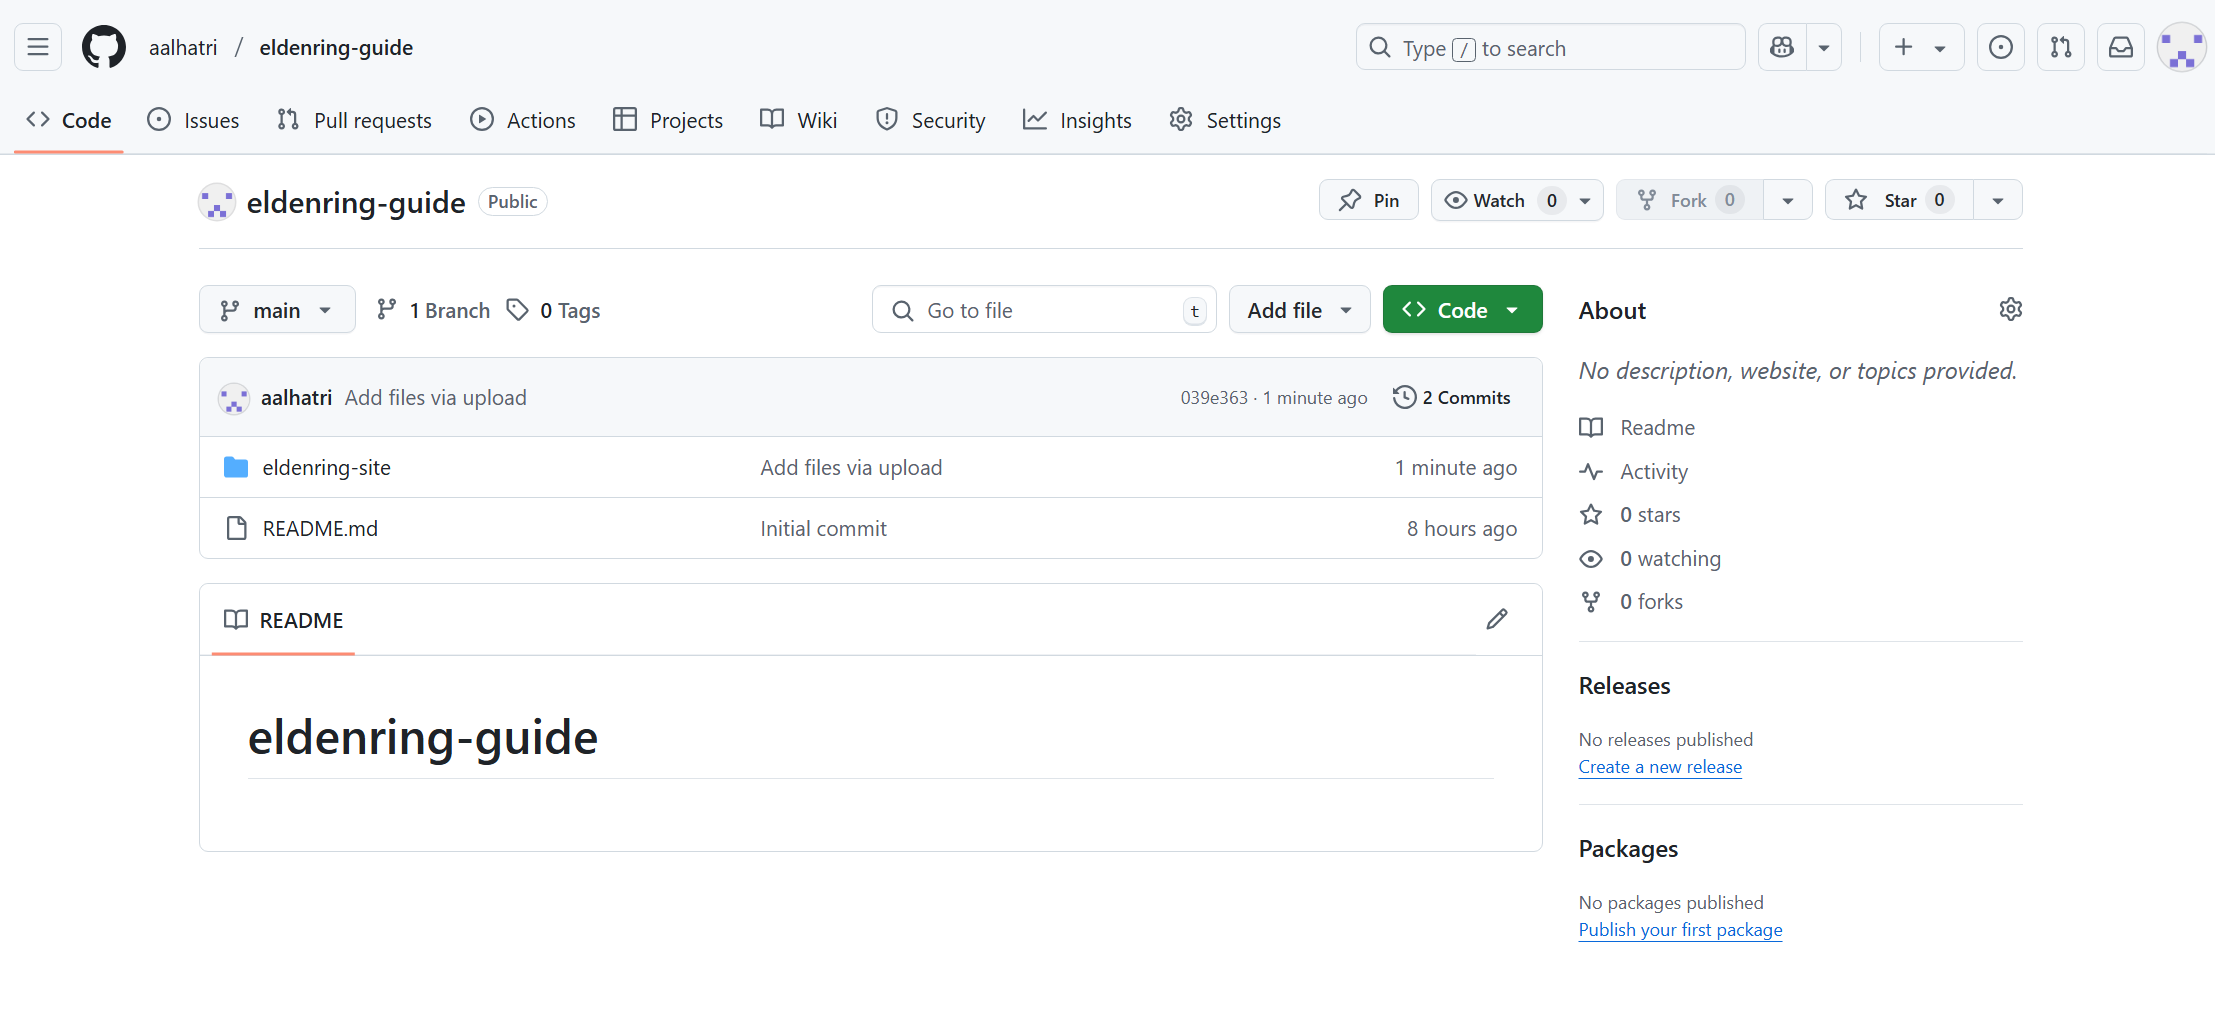 aalhatri / eldenring-guide
Type / to search
Code
Issues
Pull requests
Actions
Projects
Wiki
Security
Insights
Settings
eldenring-guide Public
Pin
Watch 0
Fork 0
Star 0
main
1 Branch
0 Tags
Go to file t
Add file
Code
aalhatri Add files via upload 039e363 · 1 minute ago 2 Commits
eldenring-site Add files via upload 1 minute ago
README.md Initial commit 8 hours ago
README
eldenring-guide
About
No description, website, or topics provided.
Readme
Activity
0 stars
0 watching
0 forks
Releases
No releases published
Create a new release
Packages
No packages published
Publish your first package